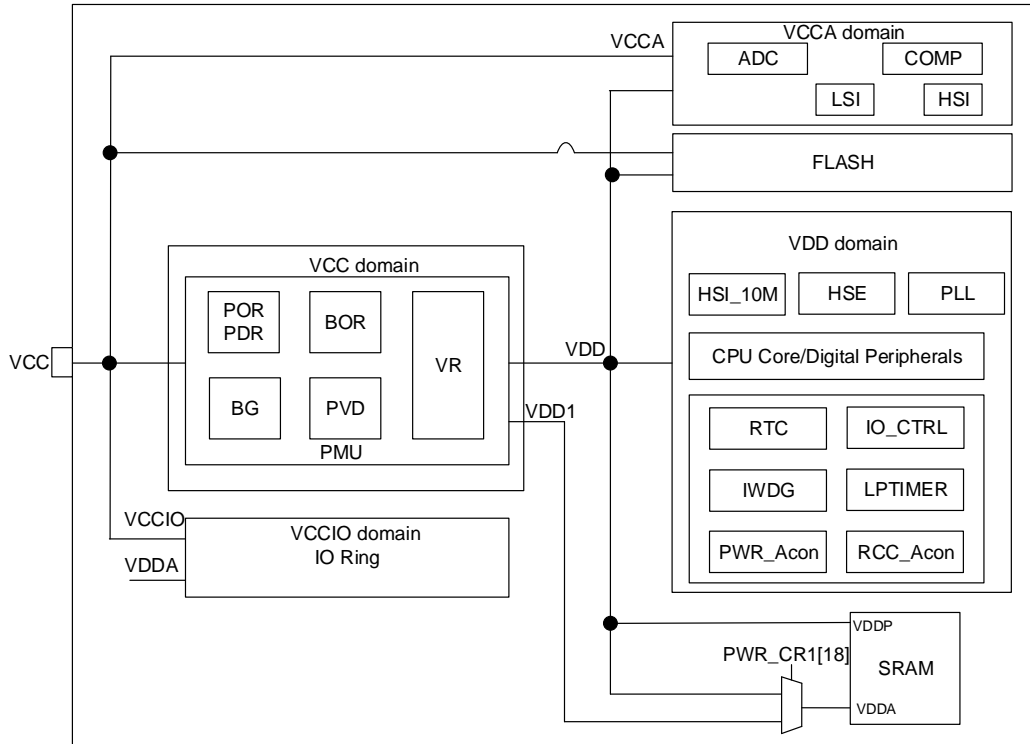 VCCA
VCCA domain
ADC
COMP
LSI
HSI
FLASH
VCC domain
POR
PDR
BOR
VR
BG
PVD
PMU
VCC
VDD
VDD1
VDD domain
HSI_10M
HSE
PLL
CPU Core/Digital Peripherals
RTC
IO_CTRL
IWDG
LPTIMER
PWR_Acon
RCC_Acon
VCCIO
VDDA
VCCIO domain
IO Ring
PWR_CR1[18]
VDDP
SRAM
VDDA